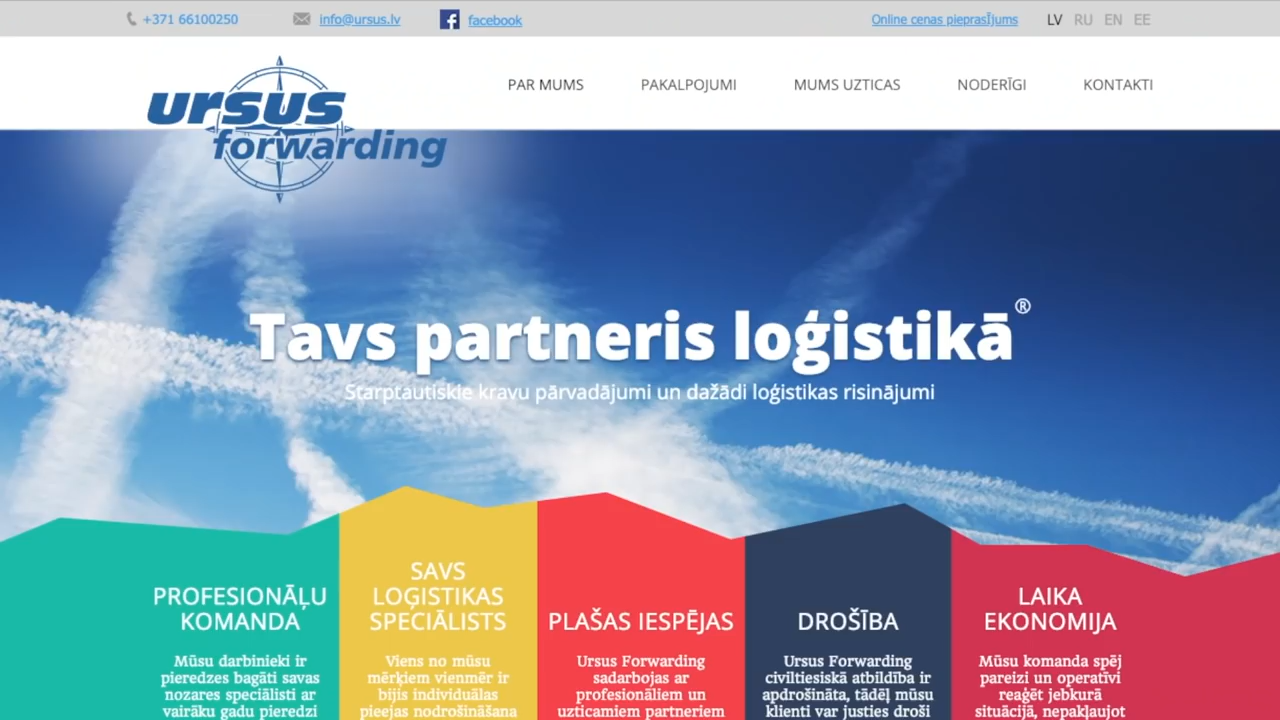 +371 66100250
info@ursus.lv
facebook
Online cenas pieprasījums
LV RU EN EE
ursus
forwarding
PAR MUMS
PAKALPOJUMI
MUMS UZTICAS
NODERĪGI
KONTAKTI
Tavs partneris loģistikā®
Starptautiskie kravu pārvadājumi un dažādi loģistikas risinājumi
PROFESIONĀĻU
KOMANDA
Mūsu darbinieki ir
pieredzes bagāti savas
nozares speciālisti ar
vairāku gadu pieredzi
SAVS
LOĢISTIKAS
SPECIĀLISTS
Viens no mūsu
mērķiem vienmēr ir
bijis individuālas
pieejas nodrošināšana
PLAŠAS IESPĒJAS
Ursus Forwarding
sadarbojas ar
profesionāliem un
uzticamiem partneriem
DROŠĪBA
Ursus Forwarding
civiltiesiskā atbildība ir
apdrošināta, tādēļ mūsu
klienti var justies droši
LAIKA
EKONOMIJA
Mūsu komanda spēj
pareizi un operatīvi
reaģēt jebkurā
situācijā, nepakļaujot